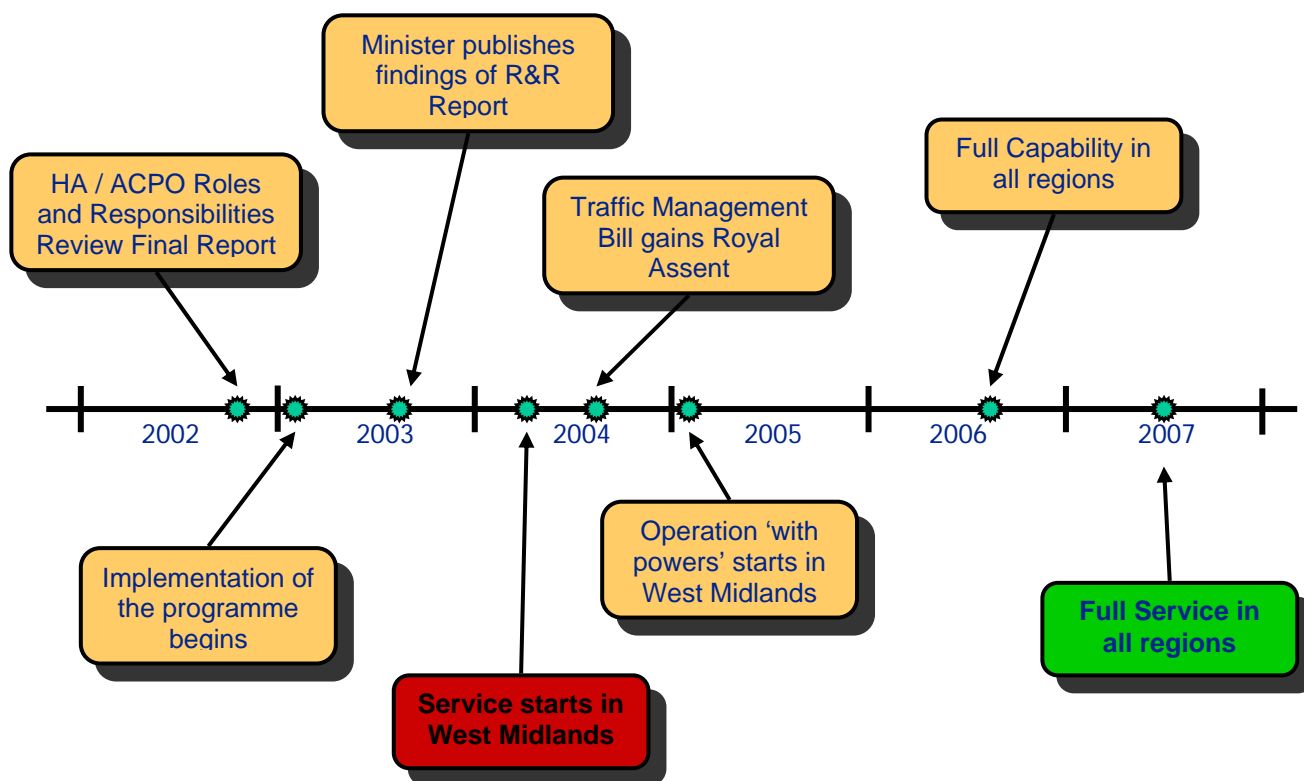 Minister publishes
findings of R&R
Report
HA / ACPO Roles
and Responsibilities
Review Final Report
Traffic Management
Bill gains Royal
Assent
Full Capability in
all regions
2002
2003
2004
2005
2006
2007
Implementation of
the programme
begins
Service starts in
West Midlands
Operation ‘with
powers’ starts in
West Midlands
Full Service in
all regions